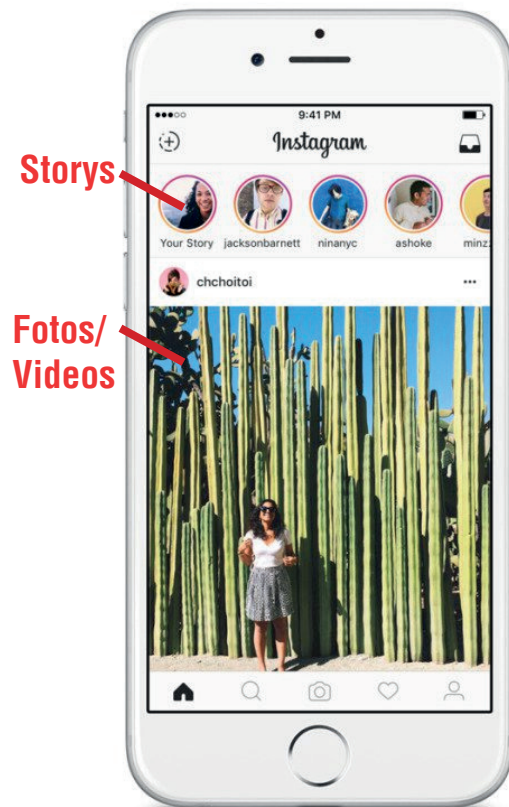 9:41 PM
Instagram
Storys
Your Story
jacksonbarnett
ninanyc
ashoke
chchoitoi
Fotos/
Videos